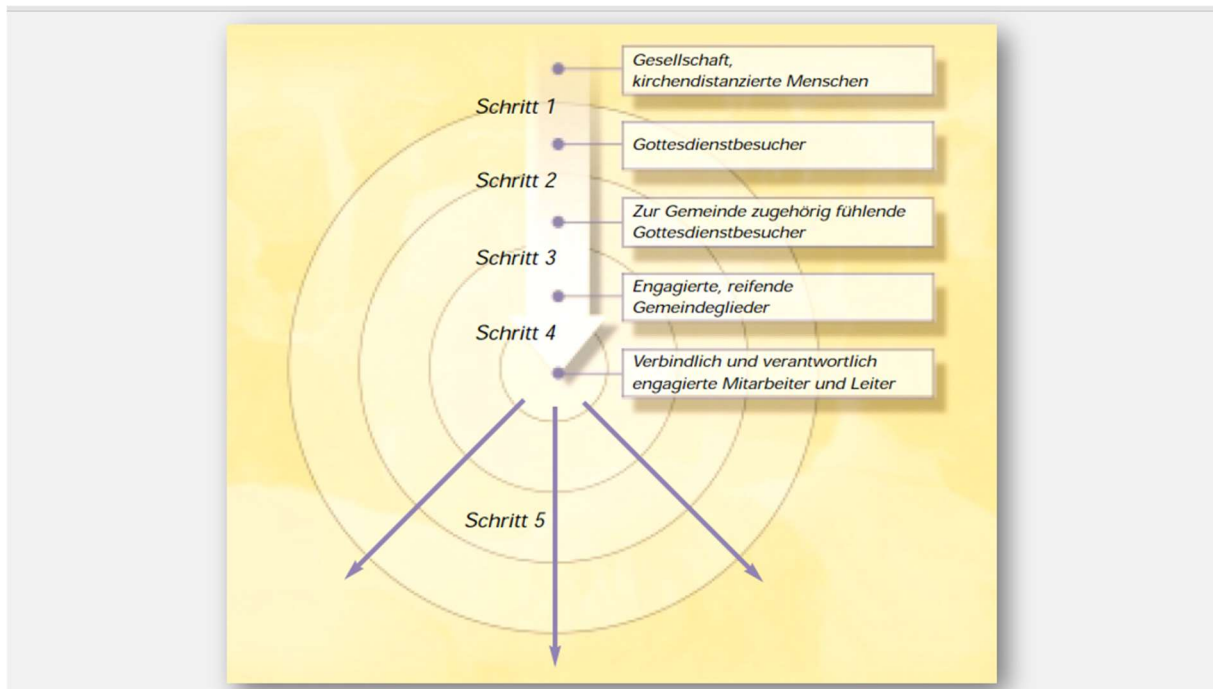 Gesellschaft,
kirchendistanzierte Menschen
Schritt 1
Gottesdienstbesucher
Schritt 2
Zur Gemeinde zugehörig fühlende
Gottesdienstbesucher
Schritt 3
Engagierte, reifende
Gemeindeglieder
Schritt 4
Verbindlich und verantwortlich
engagierte Mitarbeiter und Leiter
Schritt 5